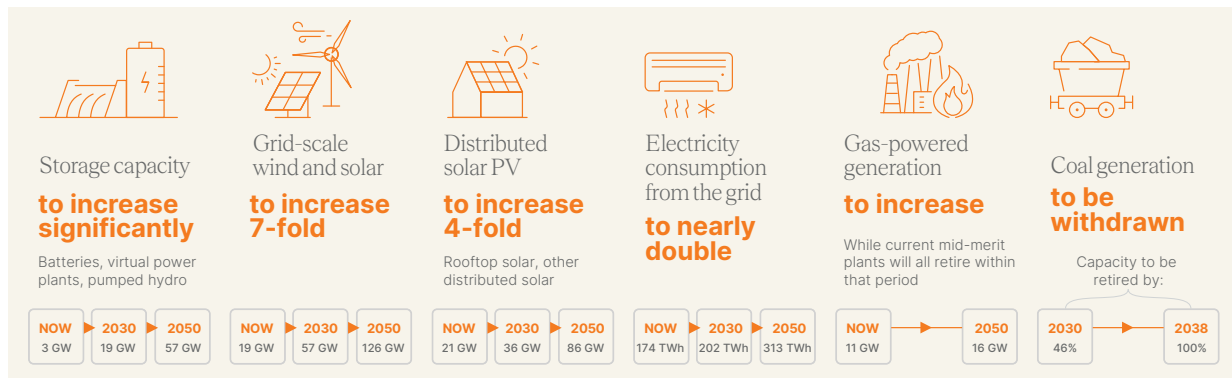 Storage capacity
to increase
significantly
Batteries, virtual power
plants, pumped hydro
NOW
3 GW
2030
19 GW
2050
57 GW
Grid-scale
wind and solar
to increase
7-fold
NOW
19 GW
2030
57 GW
2050
126 GW
Distributed
solar PV
to increase
4-fold
Rooftop solar, other
distributed solar
NOW
21 GW
2030
36 GW
2050
86 GW
Electricity
consumption
from the grid
to nearly
double
NOW
174 TWh
2030
202 TWh
2050
313 TWh
Gas-powered
generation
to increase
While current mid-merit
plants will all retire within
that period
NOW
11 GW
2050
16 GW
Coal generation
to be
withdrawn
Capacity to be
retired by:
2030
46%
2038
100%